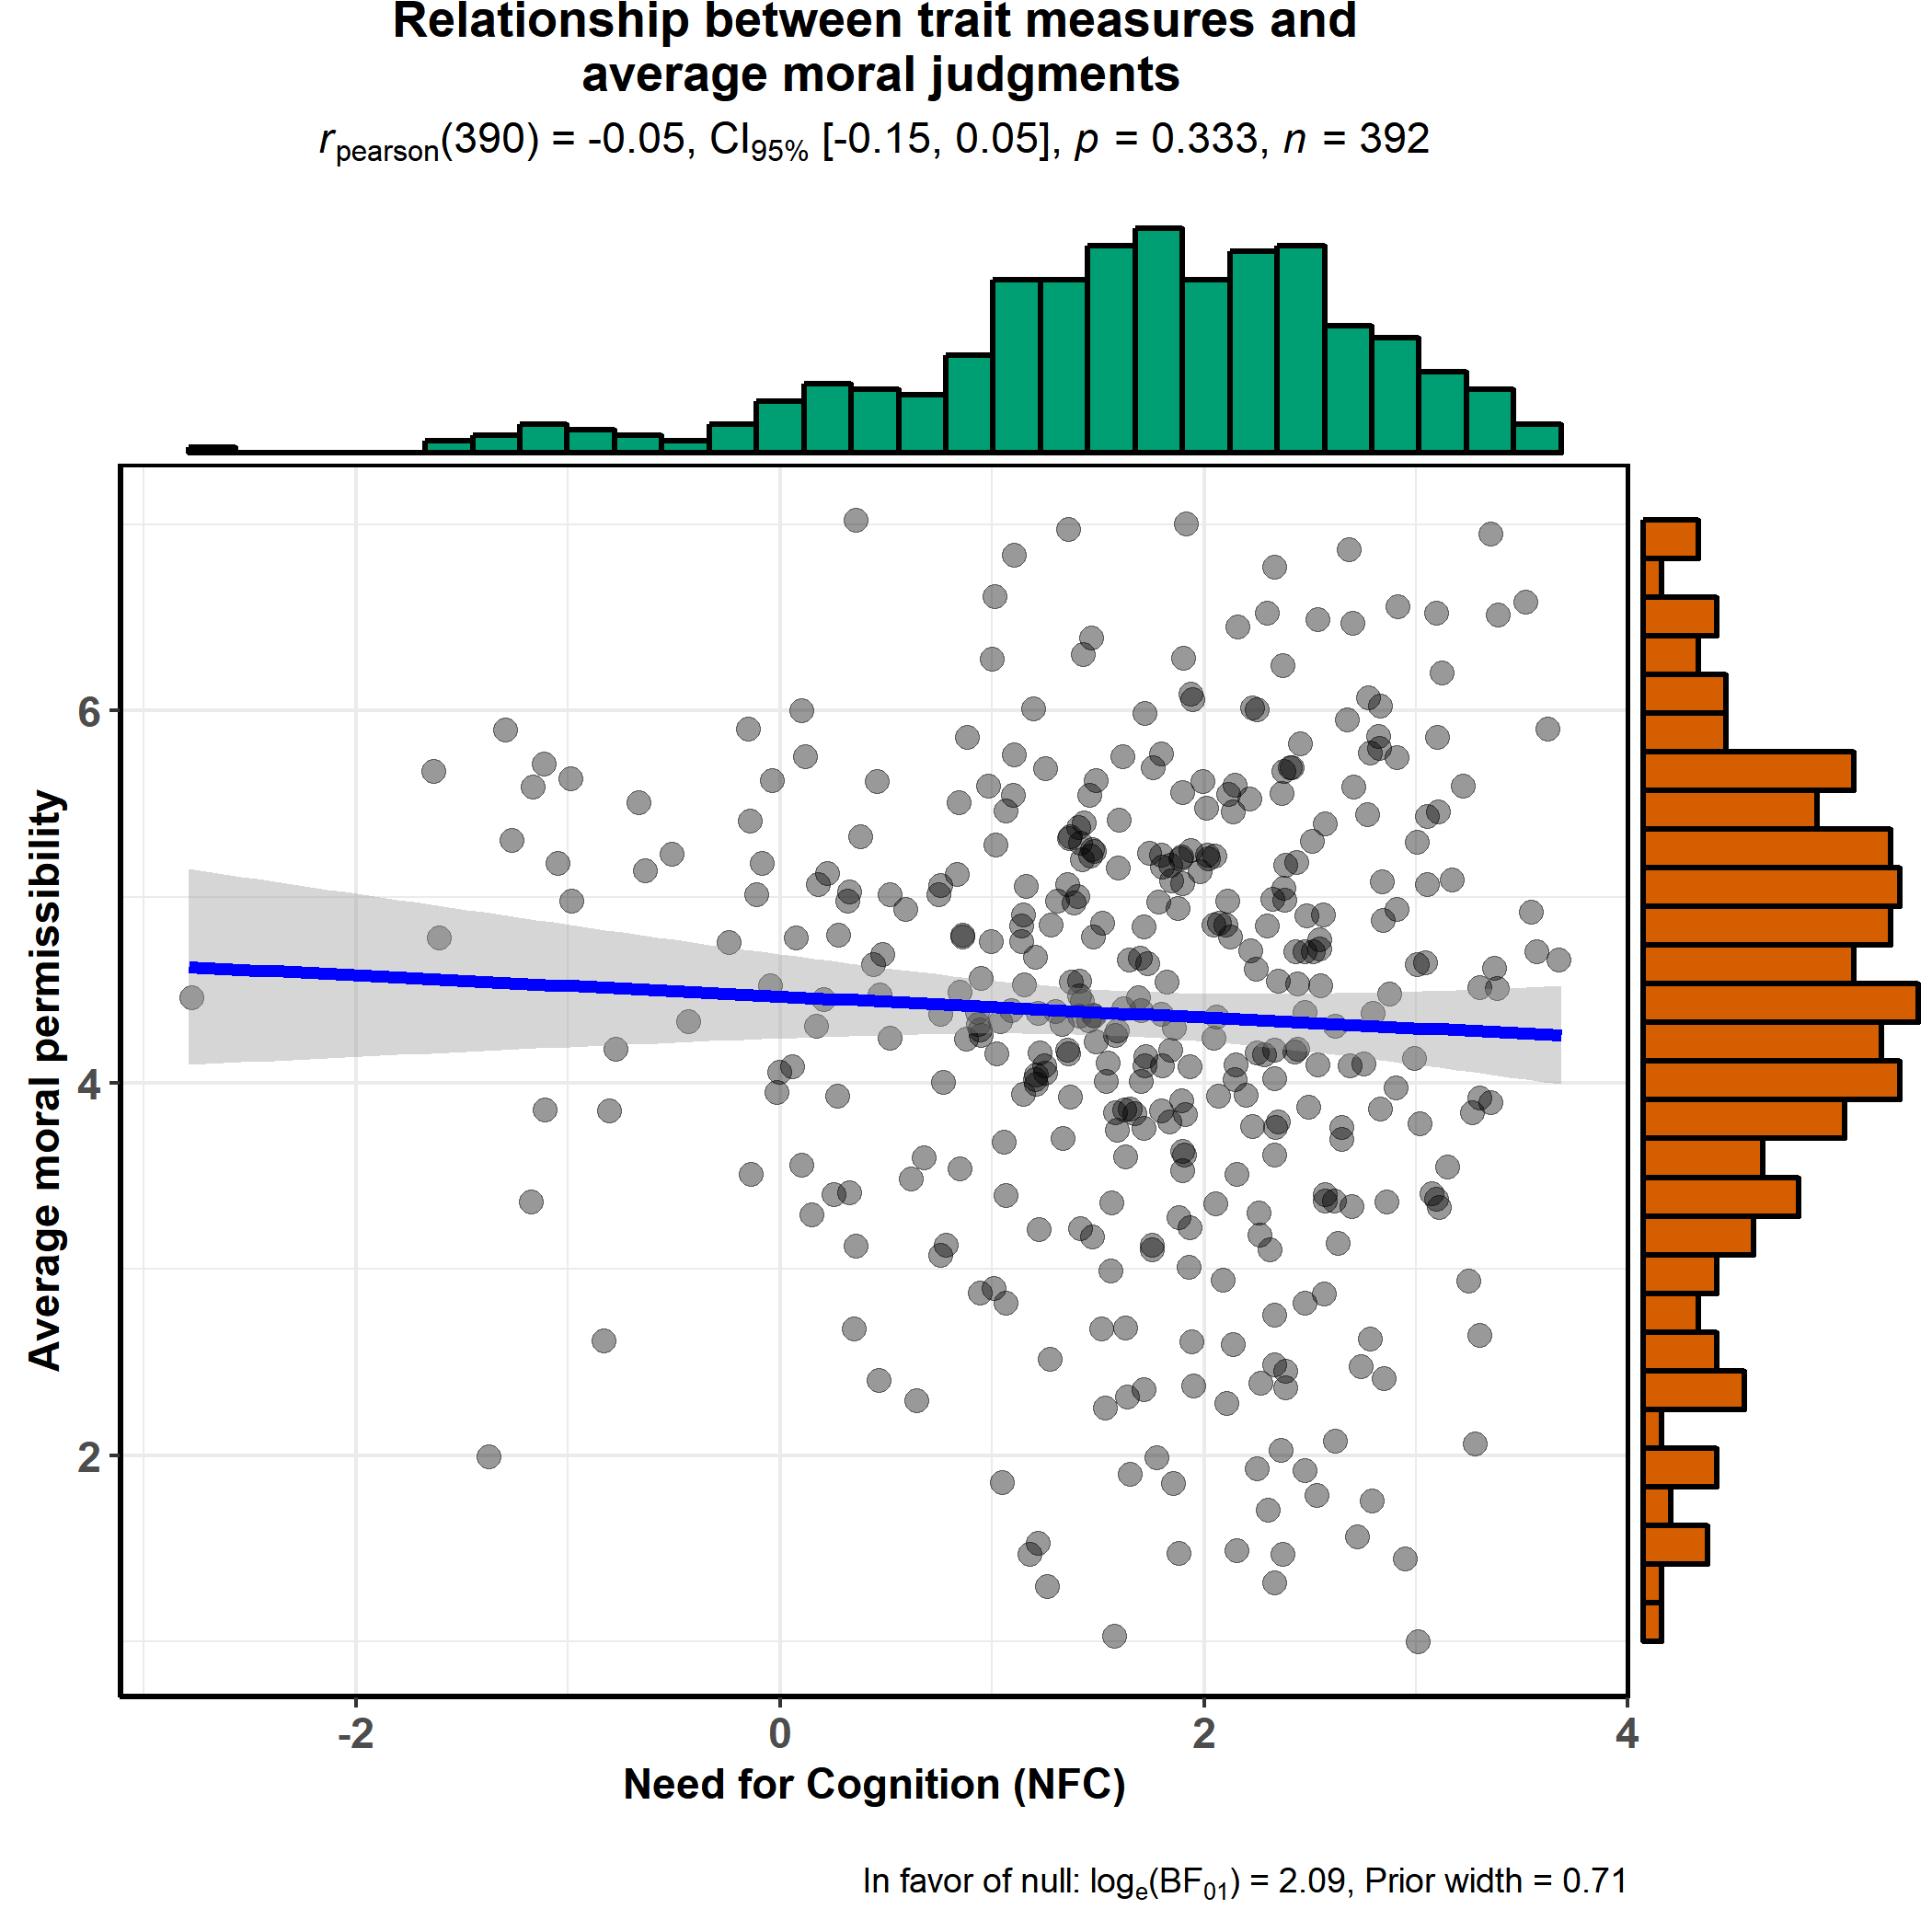 Relationship between trait measures and
average moral judgments
r pearson(390) = -0.05, CI95% [-0.15, 0.05], p = 0.333, n = 392
Average moral permissibility
6
4
2
-2 0 2 4
Need for Cognition (NFC)
In favor of null: loge(BF01) = 2.09, Prior width = 0.71